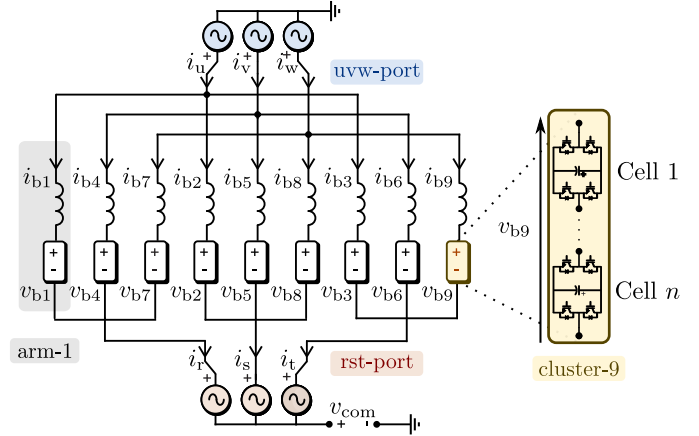 + + +
i_u i_v i_w uvw-port
i_b1 i_b4 i_b7 i_b2 i_b5 i_b8 i_b3 i_b6 i_b9
Cell 1
+ + + + + + + + +
- - - - - - - - -
v_b9
v_b1 v_b4 v_b7 v_b2 v_b5 v_b8 v_b3 v_b6 v_b9
Cell n
arm-1 i_r i_s i_t rst-port cluster-9
+ + +
v_com
+ -